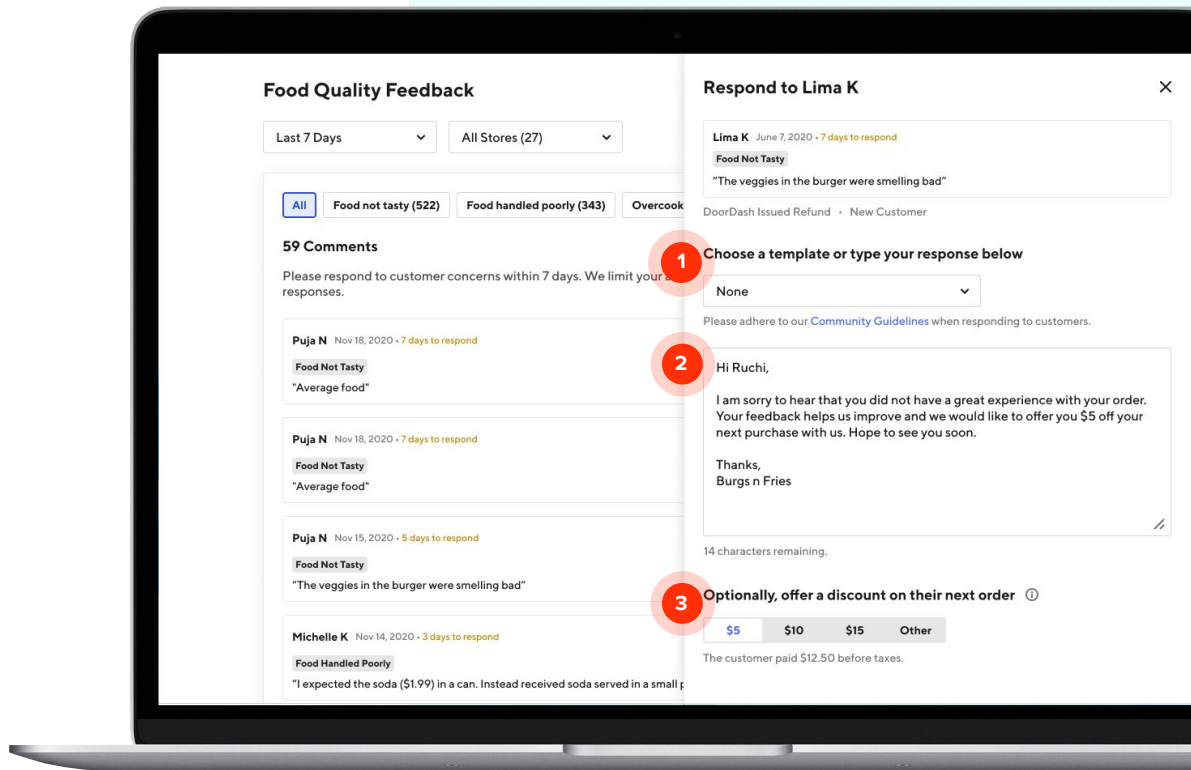 Food Quality Feedback
Last 7 Days
All Stores (27)
All
Food not tasty (522)
Food handled poorly (343)
Overcook
59 Comments
Please respond to customer concerns within 7 days. We limit your
responses.
Puja N Nov 18, 2020 • 7 days to respond
Food Not Tasty
"Average food"
Puja N Nov 18, 2020 • 7 days to respond
Food Not Tasty
"Average food"
Puja N Nov 15, 2020 • 5 days to respond
Food Not Tasty
"The veggies in the burger were smelling bad"
Michelle K Nov 14, 2020 • 3 days to respond
Food Handled Poorly
"I expected the soda ($1.99) in a can. Instead received soda served in a small
Respond to Lima K
Lima K June 7, 2020 • 7 days to respond
Food Not Tasty
"The veggies in the burger were smelling bad"
DoorDash Issued Refund • New Customer
1
Choose a template or type your response below
None
Please adhere to our Community Guidelines when responding to customers.
2
Hi Ruchi,
I am sorry to hear that you did not have a great experience with your order.
Your feedback helps us improve and we would like to offer you $5 off your
next purchase with us. Hope to see you soon.
Thanks,
Burgs n Fries
14 characters remaining.
3
Optionally, offer a discount on their next order
$5
$10
$15
Other
The customer paid $12.50 before taxes.